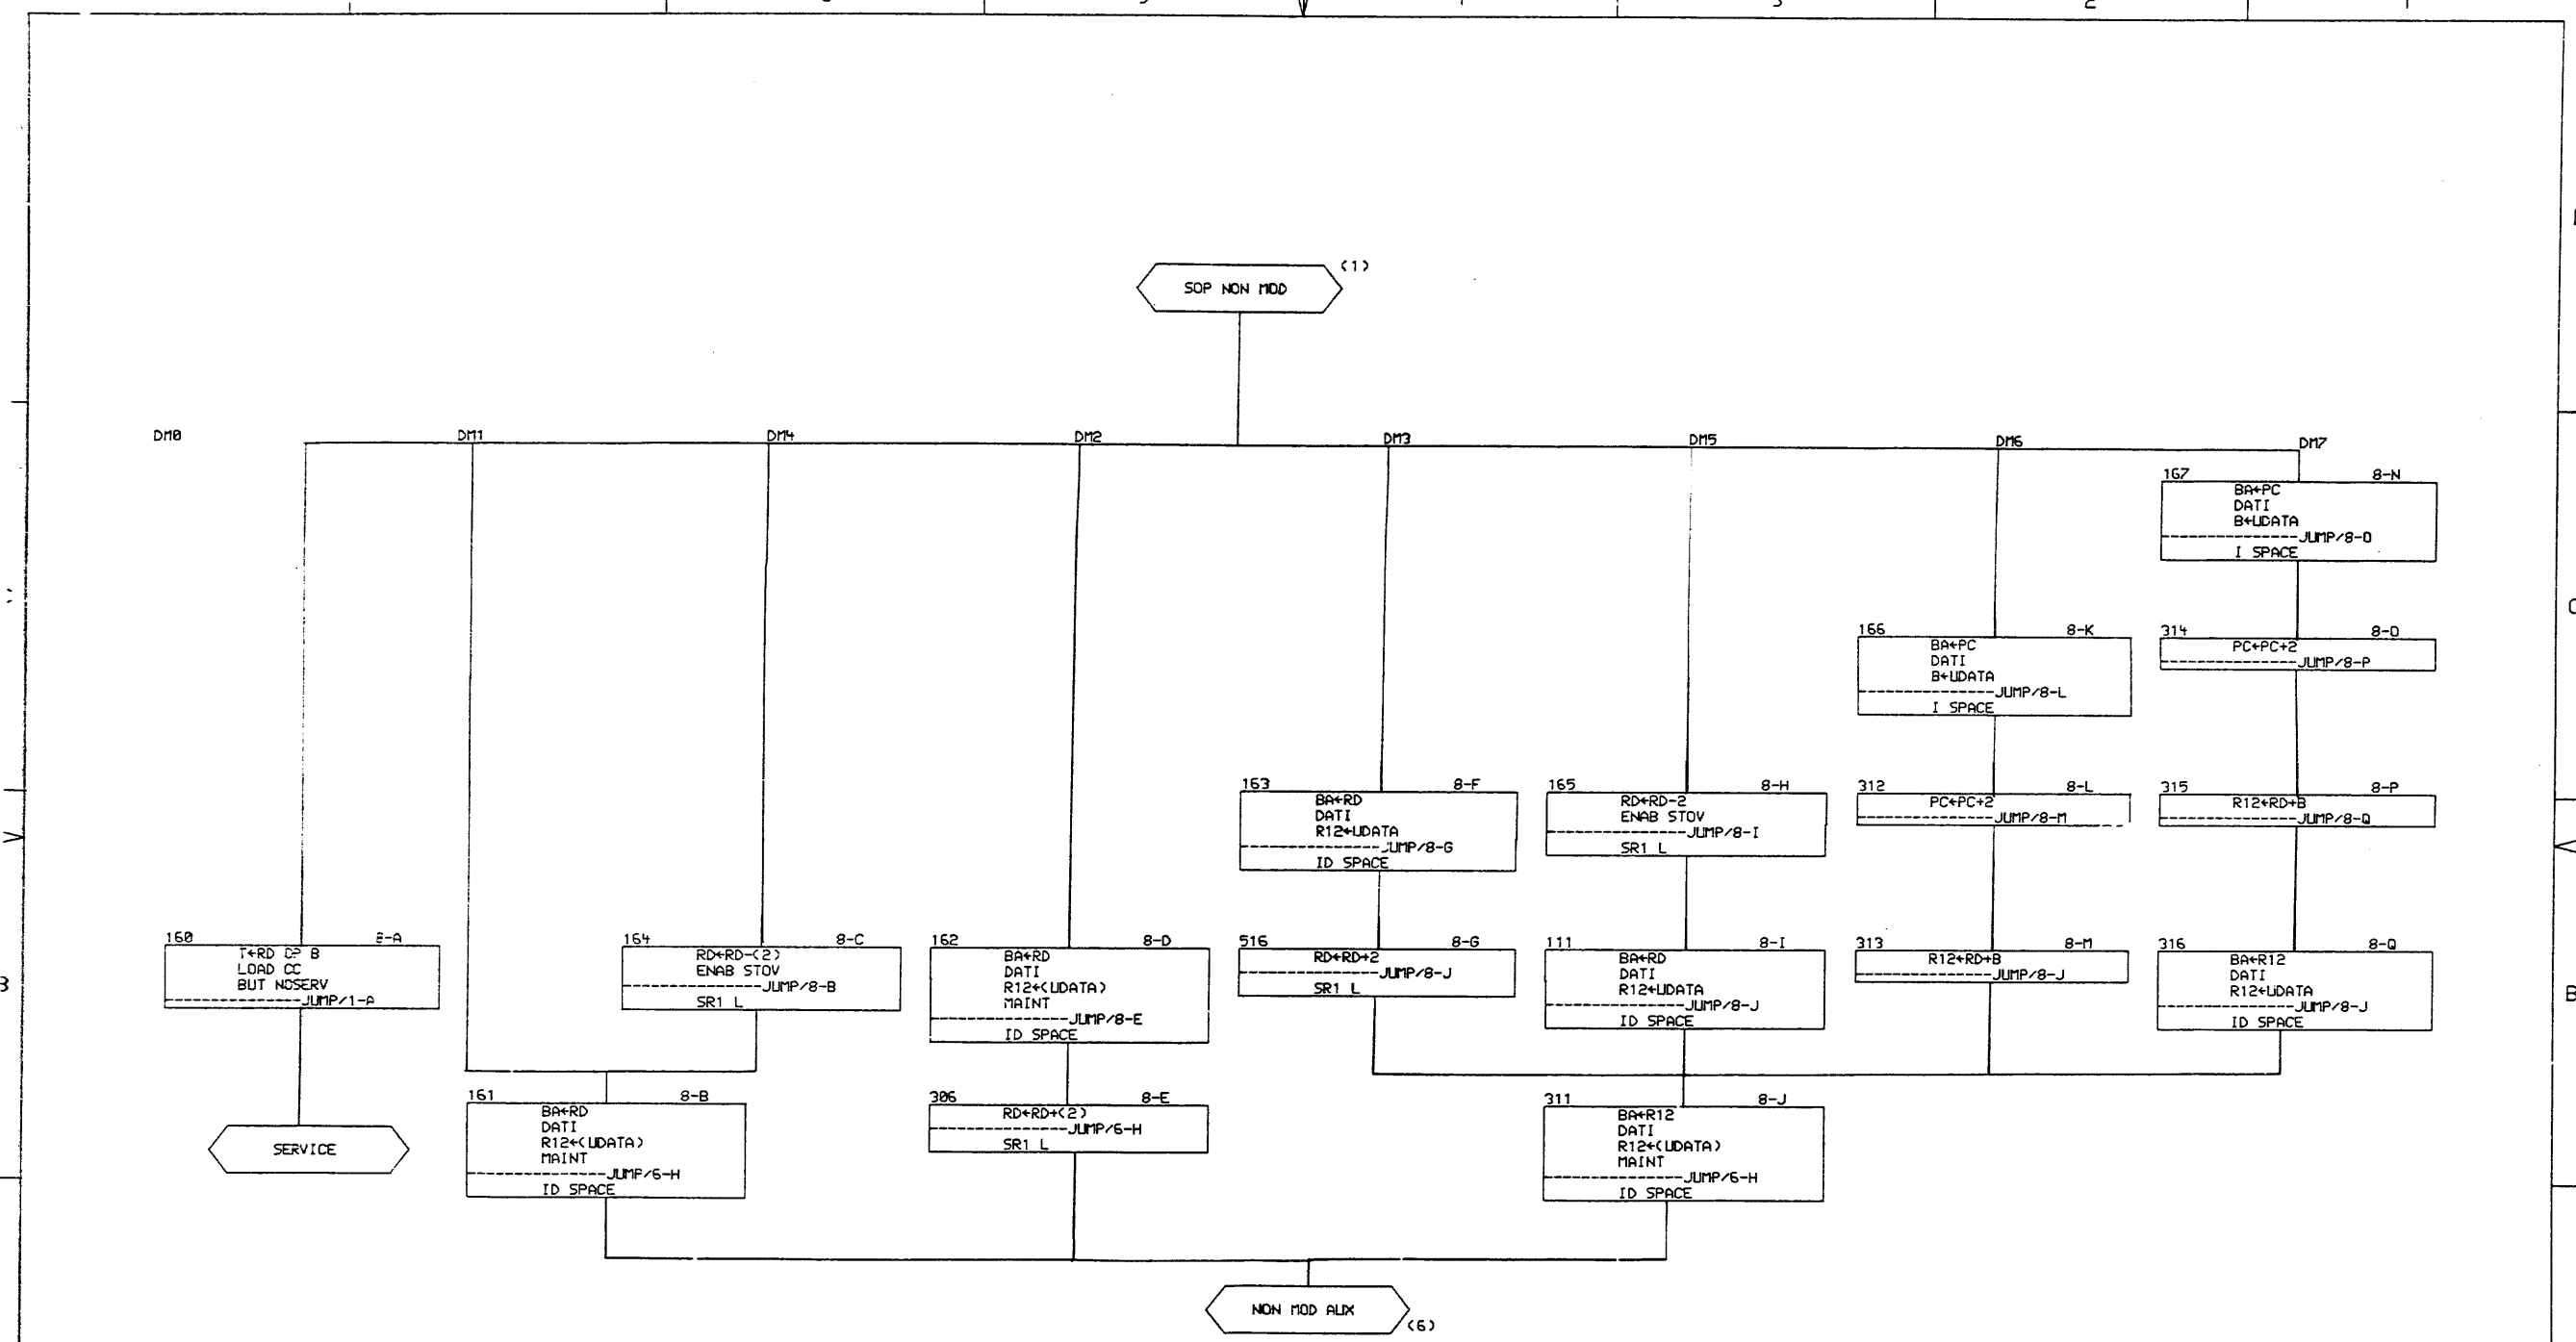 (1)
SOP NON MOD
DM0
DM1
DM4
DM2
DM3
DM5
DM6
DM7
167 8-N
BA←PC
DATI
B←UDATA
---------------JUMP/8-O
I SPACE
166 8-K
BA←PC
DATI
B←UDATA
---------------JUMP/8-L
I SPACE
314 8-O
PC←PC+2
---------------JUMP/8-P
163 8-F
BA←RD
DATI
R12←UDATA
---------------JUMP/8-G
ID SPACE
165 8-H
RD←RD-2
ENAB STOV
---------------JUMP/8-I
SR1 L
312 8-L
PC←PC+2
---------------JUMP/8-M
315 8-P
R12←RD+B
---------------JUMP/8-Q
160 8-A
T←RD OP B
LOAD CC
BUT NOSERV
---------------JUMP/1-A
164 8-C
RD←RD-(2)
ENAB STOV
---------------JUMP/8-B
SR1 L
162 8-D
BA←RD
DATI
R12←(UDATA)
MAINT
---------------JUMP/8-E
ID SPACE
516 8-G
RD←RD+2
---------------JUMP/8-J
SR1 L
111 8-I
BA←RD
DATI
R12←UDATA
---------------JUMP/8-J
ID SPACE
313 8-M
R12←RD+B
---------------JUMP/8-J
316 8-Q
BA←R12
DATI
R12←UDATA
---------------JUMP/8-J
ID SPACE
161 8-B
BA←RD
DATI
R12←(UDATA)
MAINT
---------------JUMP/6-H
ID SPACE
306 8-E
RD←RD+(2)
---------------JUMP/6-H
SR1 L
311 8-J
BA←R12
DATI
R12←(UDATA)
MAINT
---------------JUMP/6-H
ID SPACE
SERVICE
NON MOD AUX
(6)
B